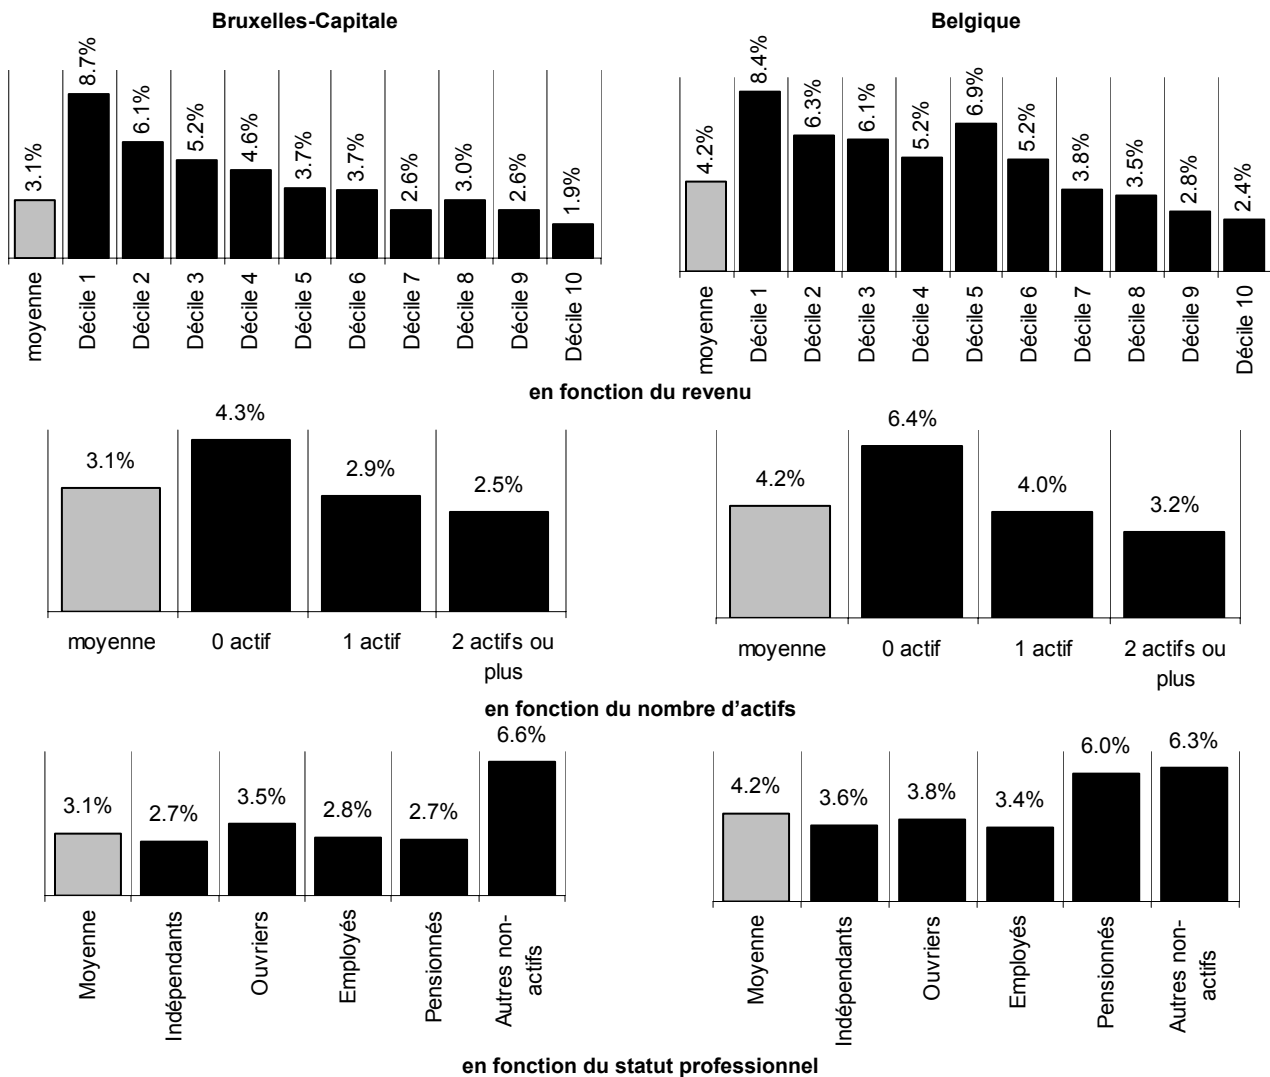 Bruxelles-Capitale
Belgique
3.1% 8.7% 6.1% 5.2% 4.6% 3.7% 3.7% 2.6% 3.0% 2.6% 1.9%
moyenne Décile 1 Décile 2 Décile 3 Décile 4 Décile 5 Décile 6 Décile 7 Décile 8 Décile 9 Décile 10
4.2% 8.4% 6.3% 6.1% 5.2% 6.9% 5.2% 3.8% 3.5% 2.8% 2.4%
moyenne Décile 1 Décile 2 Décile 3 Décile 4 Décile 5 Décile 6 Décile 7 Décile 8 Décile 9 Décile 10
en fonction du revenu
3.1% 4.3% 2.9% 2.5%
moyenne 0 actif 1 actif 2 actifs ou
plus
4.2% 6.4% 4.0% 3.2%
moyenne 0 actif 1 actif 2 actifs ou
plus
en fonction du nombre d'actifs
3.1% 2.7% 3.5% 2.8% 2.7% 6.6%
Moyenne Indépendants Ouvriers Employés Pensionnés Autres non-
actifs
4.2% 3.6% 3.8% 3.4% 6.0% 6.3%
Moyenne Indépendants Ouvriers Employés Pensionnés Autres non-
actifs
en fonction du statut professionnel